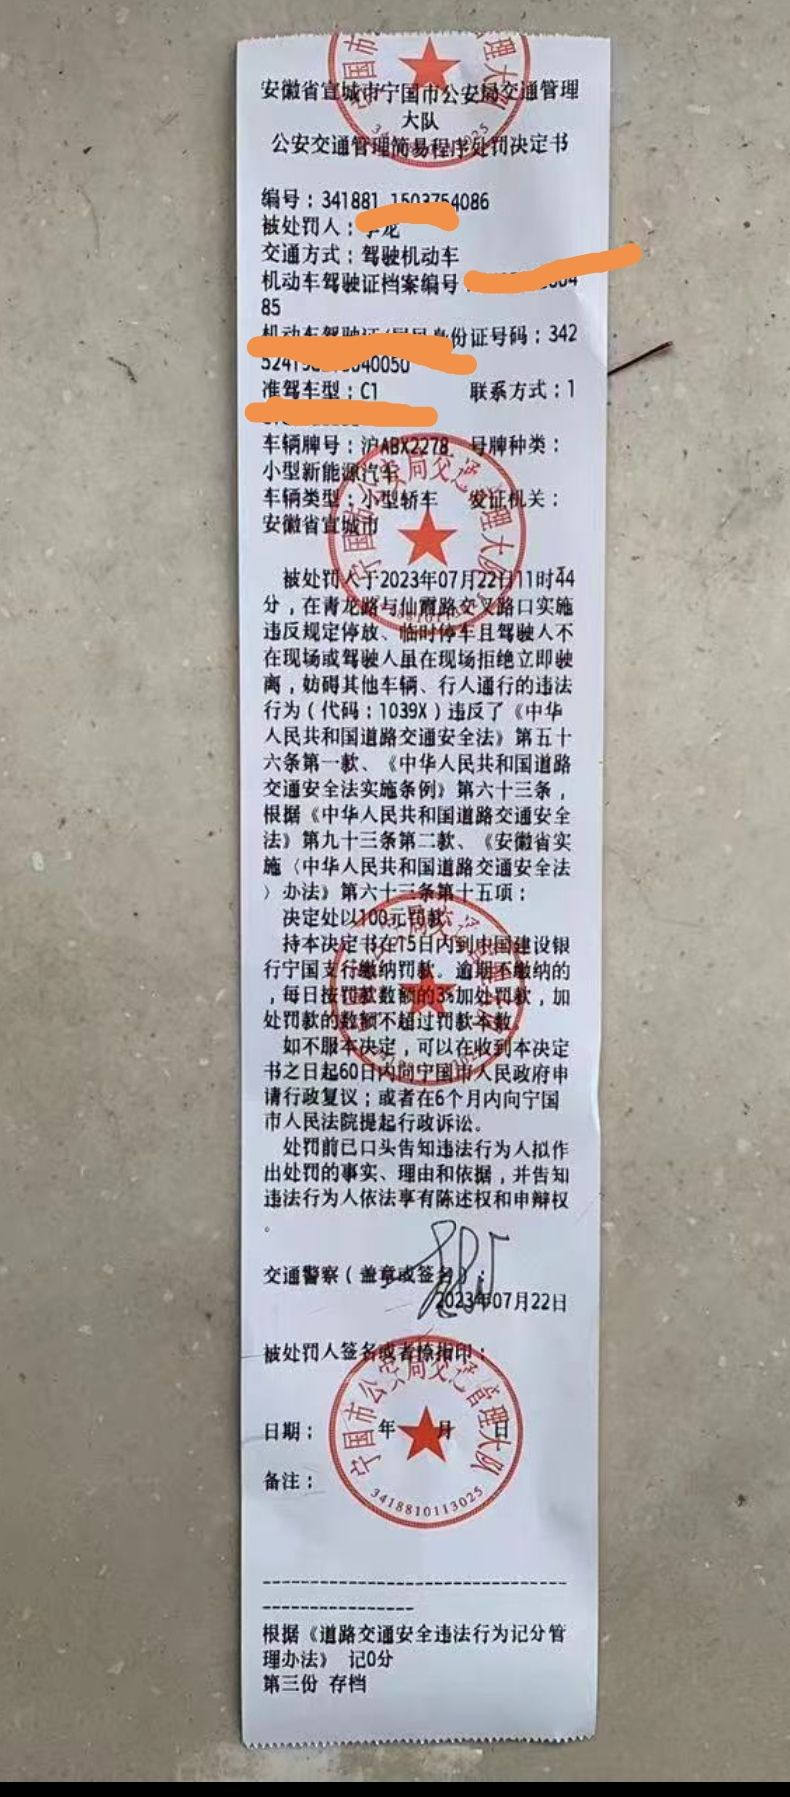 安徽省宣城市宁国市公安局交通管理
大队
公安交通管理简易程序处罚决定书
编号：341881 1503754086
被处罚人：
交通方式：驾驶机动车
机动车驾驶证档案编号
85
份证号码：342
准驾车型：C1 联系方式：1
车辆牌号：沪ABX2278 号牌种类：
小型新能源汽车
车辆类型：小型轿车 发证机关：
安徽省宣城市
被处罚人于2023年07月22日11时44
分，在青龙路与仙霞路交叉路口实施
违反规定停放、临时停车且驾驶人不
在现场或驾驶人虽在现场拒绝立即驶
离，妨碍其他车辆、行人通行的违法
行为（代码：1039X）违反了《中华
人民共和国道路交通安全法》第五十
六条第一款、《中华人民共和国道路
交通安全法实施条例》第六十三条，
根据《中华人民共和国道路交通安全
法》第九十三条第二款、《安徽省实
施〈中华人民共和国道路交通安全法
〉办法》第六十三条第十五项；
决定处以100元罚款
持本决定书在15日内到中国建设银
行宁国支行缴纳罚款。逾期不缴纳的
，每日按罚款数额的3%加处罚款，加
处罚款的数额不超过罚款本数。
如不服本决定，可以在收到本决定
书之日起60日内向宁国市人民政府申
请行政复议；或者在6个月内向宁国
市人民法院提起行政诉讼。
处罚前已口头告知违法行为人拟作
出处罚的事实、理由和依据，并告知
违法行为人依法享有陈述权和申辩权
。
交通警察（盖章或签名）：
2023年07月22日
被处罚人签名或者捺指印：
宁国市公安局交通管理大队
日期： 年 月 日
3418810113025
备注：
根据《道路交通安全违法行为记分管
理办法》 记0分
第三份 存档